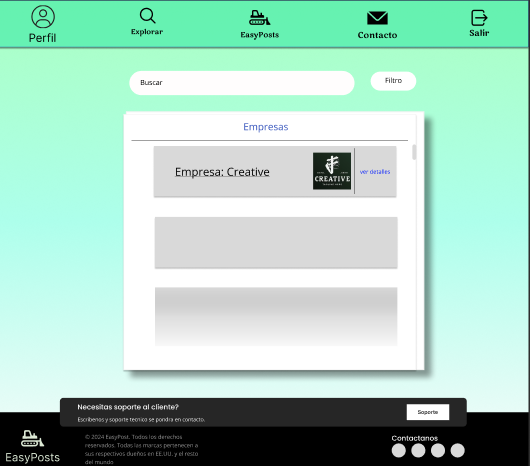 Perfil
Explorar
EasyPosts
Contacto
Salir
Buscar
Filtro
Empresas
Empresa: Creative
CREATIVE
ver detalles
Necesitas soporte al cliente?
Escribenos y soporte tecnico se pondra en contacto.
Soporte
EasyPosts
© 2024 EasyPost, Todos los derechos
reservados. Todas las marcas pertenecen a
sus respectivos dueños en EE.UU. y el resto
del mundo
Contactanos